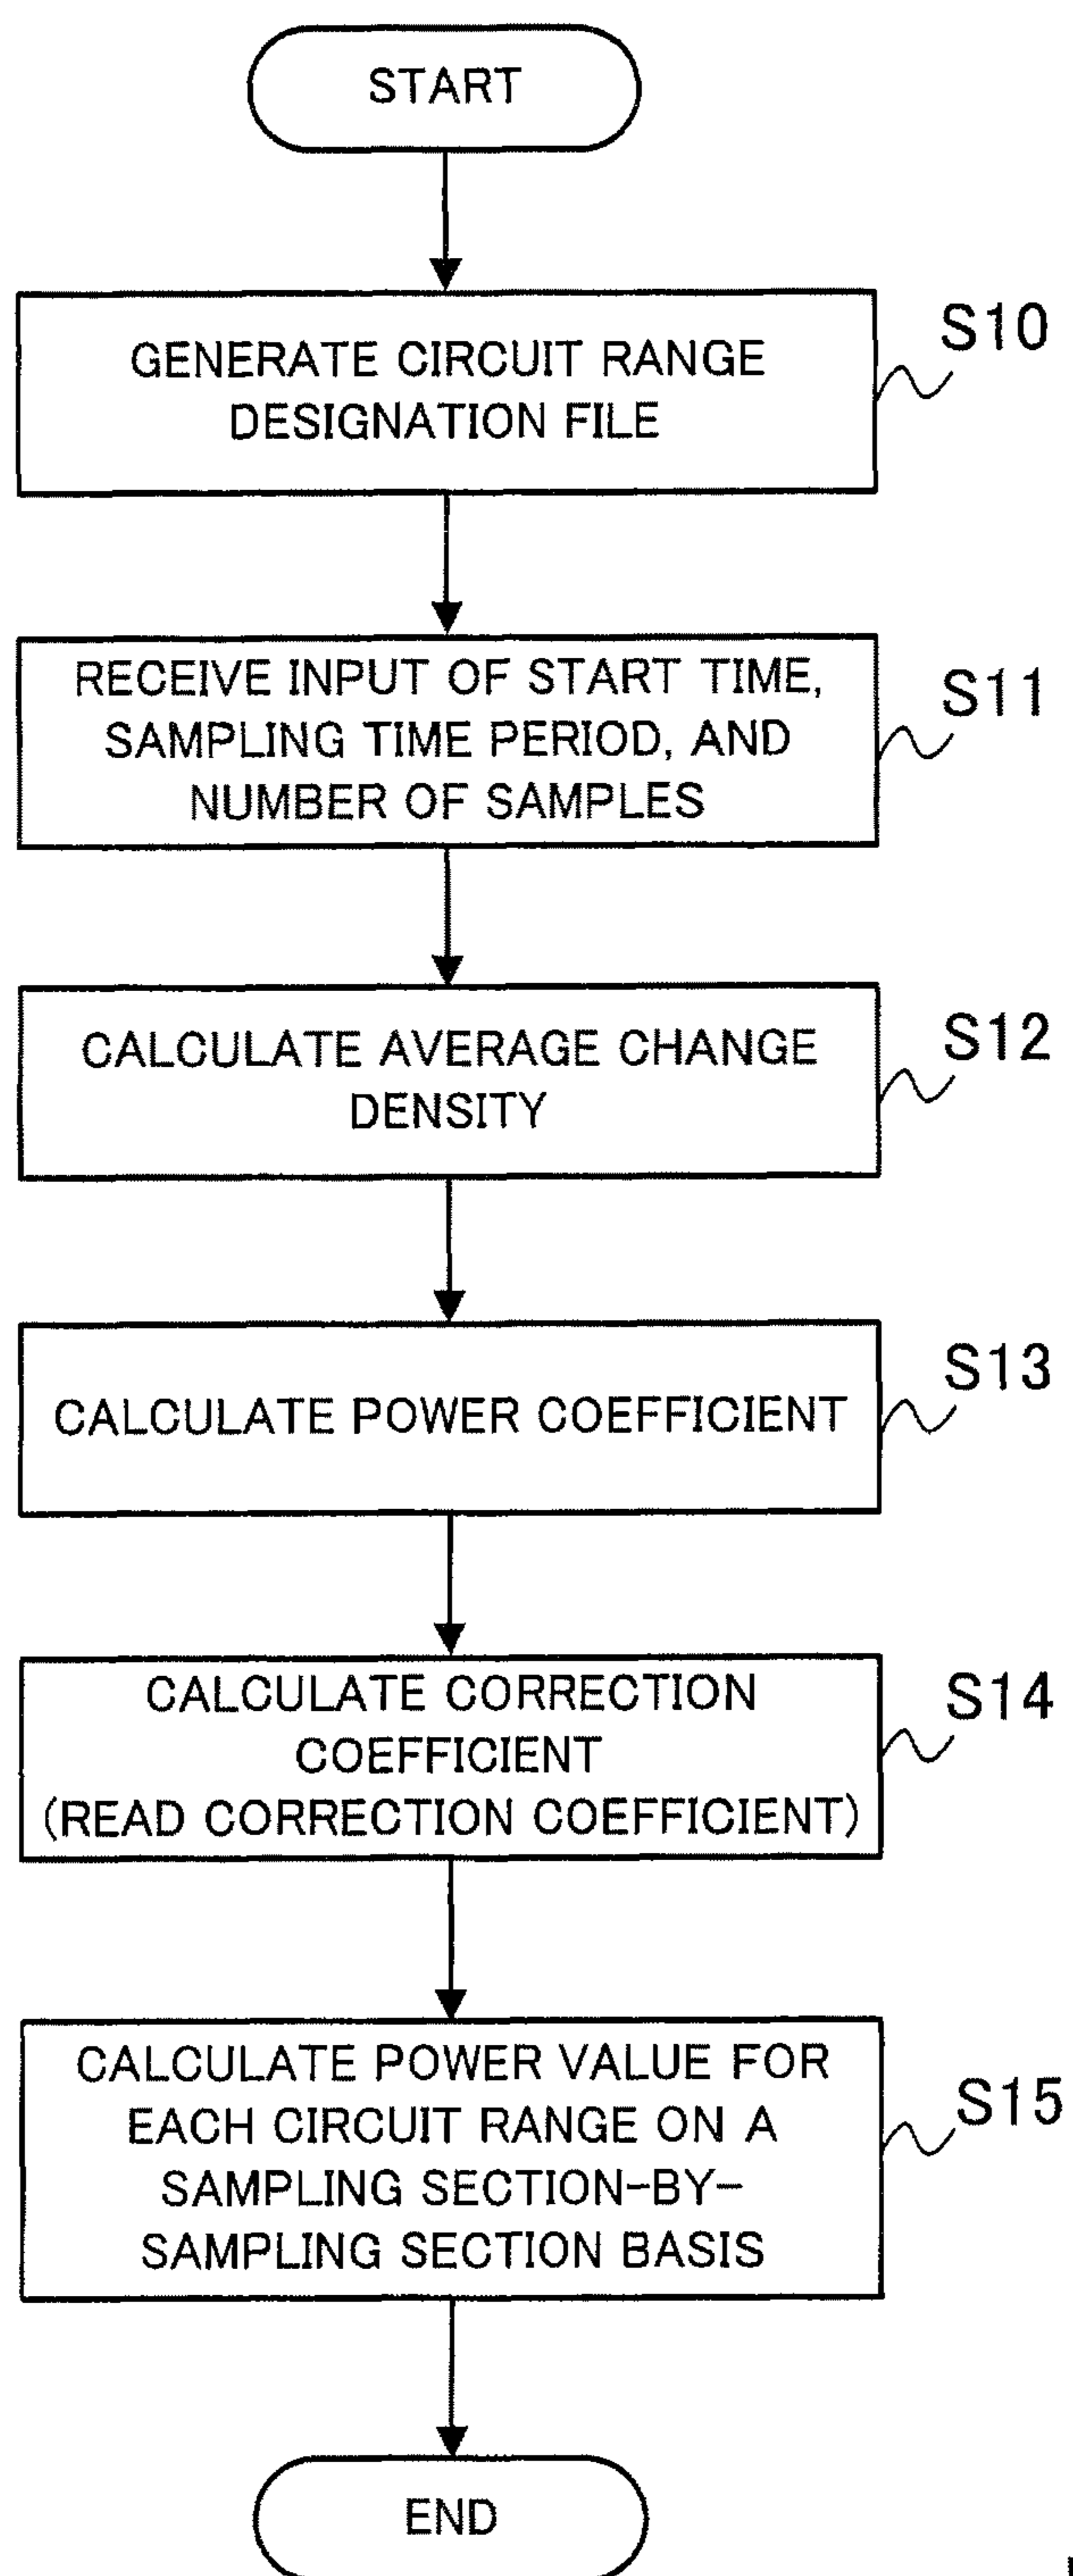 START
GENERATE CIRCUIT RANGE
DESIGNATION FILE
S10
RECEIVE INPUT OF START TIME,
SAMPLING TIME PERIOD, AND
NUMBER OF SAMPLES
S11
CALCULATE AVERAGE CHANGE
DENSITY
S12
CALCULATE POWER COEFFICIENT
S13
CALCULATE CORRECTION
COEFFICIENT
(READ CORRECTION COEFFICIENT)
S14
CALCULATE POWER VALUE FOR
EACH CIRCUIT RANGE ON A
SAMPLING SECTION-BY-
SAMPLING SECTION BASIS
S15
END